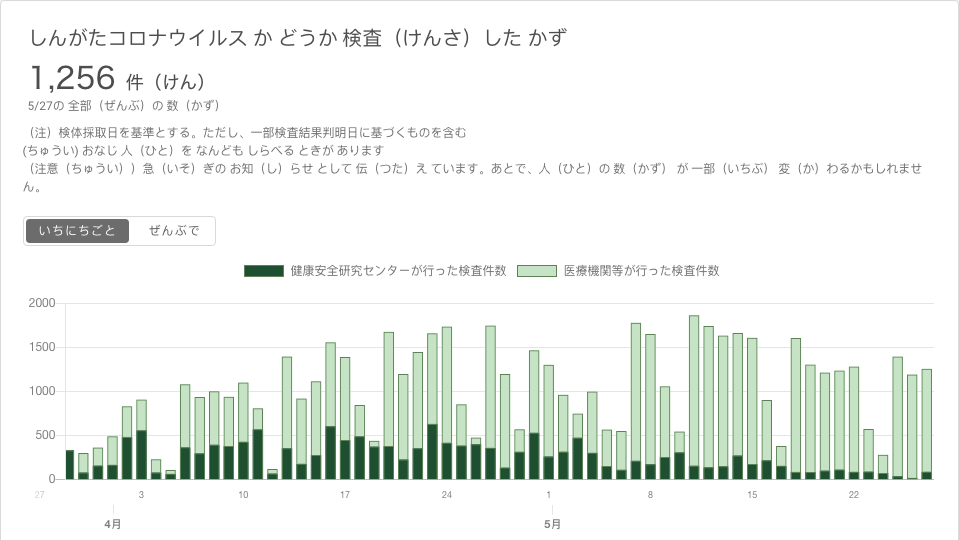 しんがたコロナウイルス か どうか 検査（けんさ）した かず
1,256 件（けん）
5/27の 全部（ぜんぶ）の 数（かず）
（注）検体採取日を基準とする。ただし、一部検査結果判明日に基づくものを含む
(ちゅうい) おなじ 人（ひと）を なんども しらべる ときが あります
（注意（ちゅうい））急（いそ）ぎの お知（し）らせ として 伝（つた）え ています。あとで、人（ひと）の 数（かず） が 一部（いちぶ） 変（か）わるかもしれませ
ん。
いちにちごと ぜんぶで
健康安全研究センターが行った検査件数 医療機関等が行った検査件数
2000
1500
1000
500
0
27 3 10 17 24 1 8 15 22
4月 5月